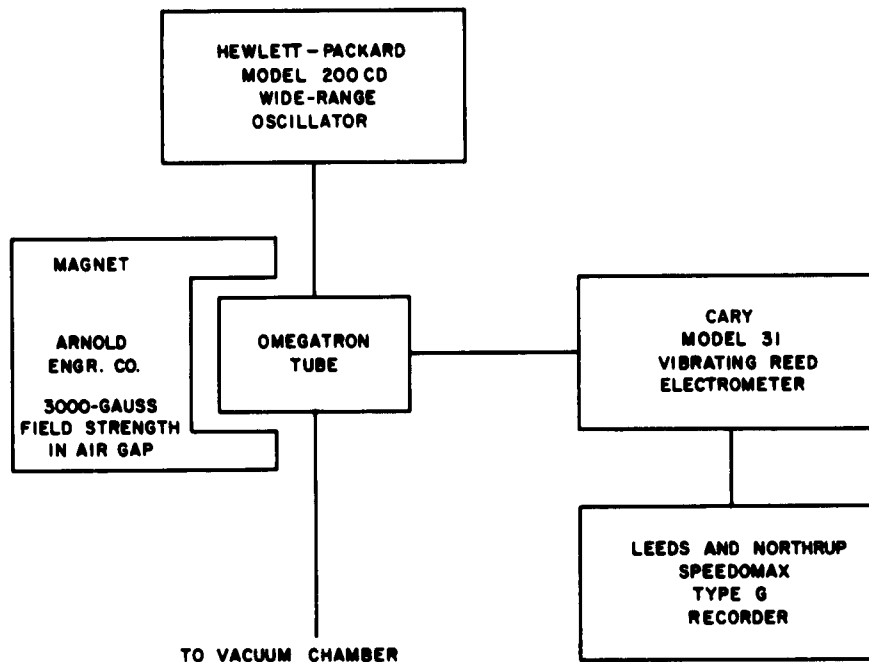 HEWLETT-PACKARD
MODEL 200 CD
WIDE-RANGE
OSCILLATOR
MAGNET
ARNOLD
ENGR. CO.
3000-GAUSS
FIELD STRENGTH
IN AIR GAP
OMEGATRON
TUBE
CARY
MODEL 31
VIBRATING REED
ELECTROMETER
LEEDS AND NORTHRUP
SPEEDOMAX
TYPE G
RECORDER
TO VACUUM CHAMBER